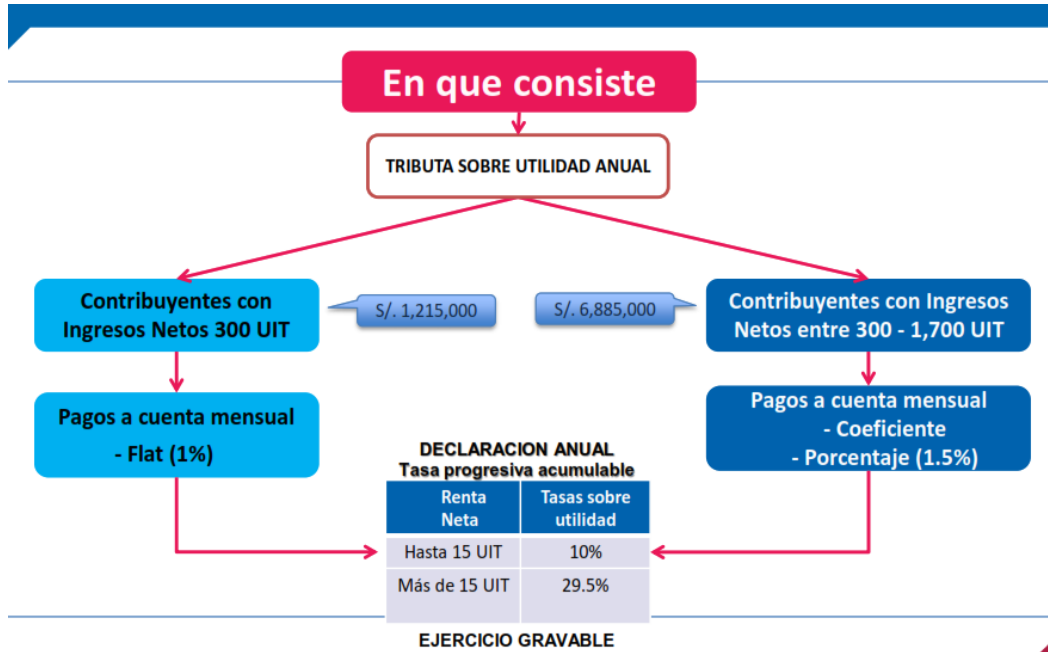 En que consiste
TRIBUTA SOBRE UTILIDAD ANUAL
Contribuyentes con
Ingresos Netos 300 UIT
S/. 1,215,000
S/. 6,885,000
Contribuyentes con Ingresos
Netos entre 300 - 1,700 UIT
Pagos a cuenta mensual
- Flat (1%)
Pagos a cuenta mensual
- Coeficiente
- Porcentaje (1.5%)
DECLARACION ANUAL
Tasa progresiva acumulable
Renta
Neta
Tasas sobre
utilidad
Hasta 15 UIT
10%
Más de 15 UIT
29.5%
EJERCICIO GRAVABLE